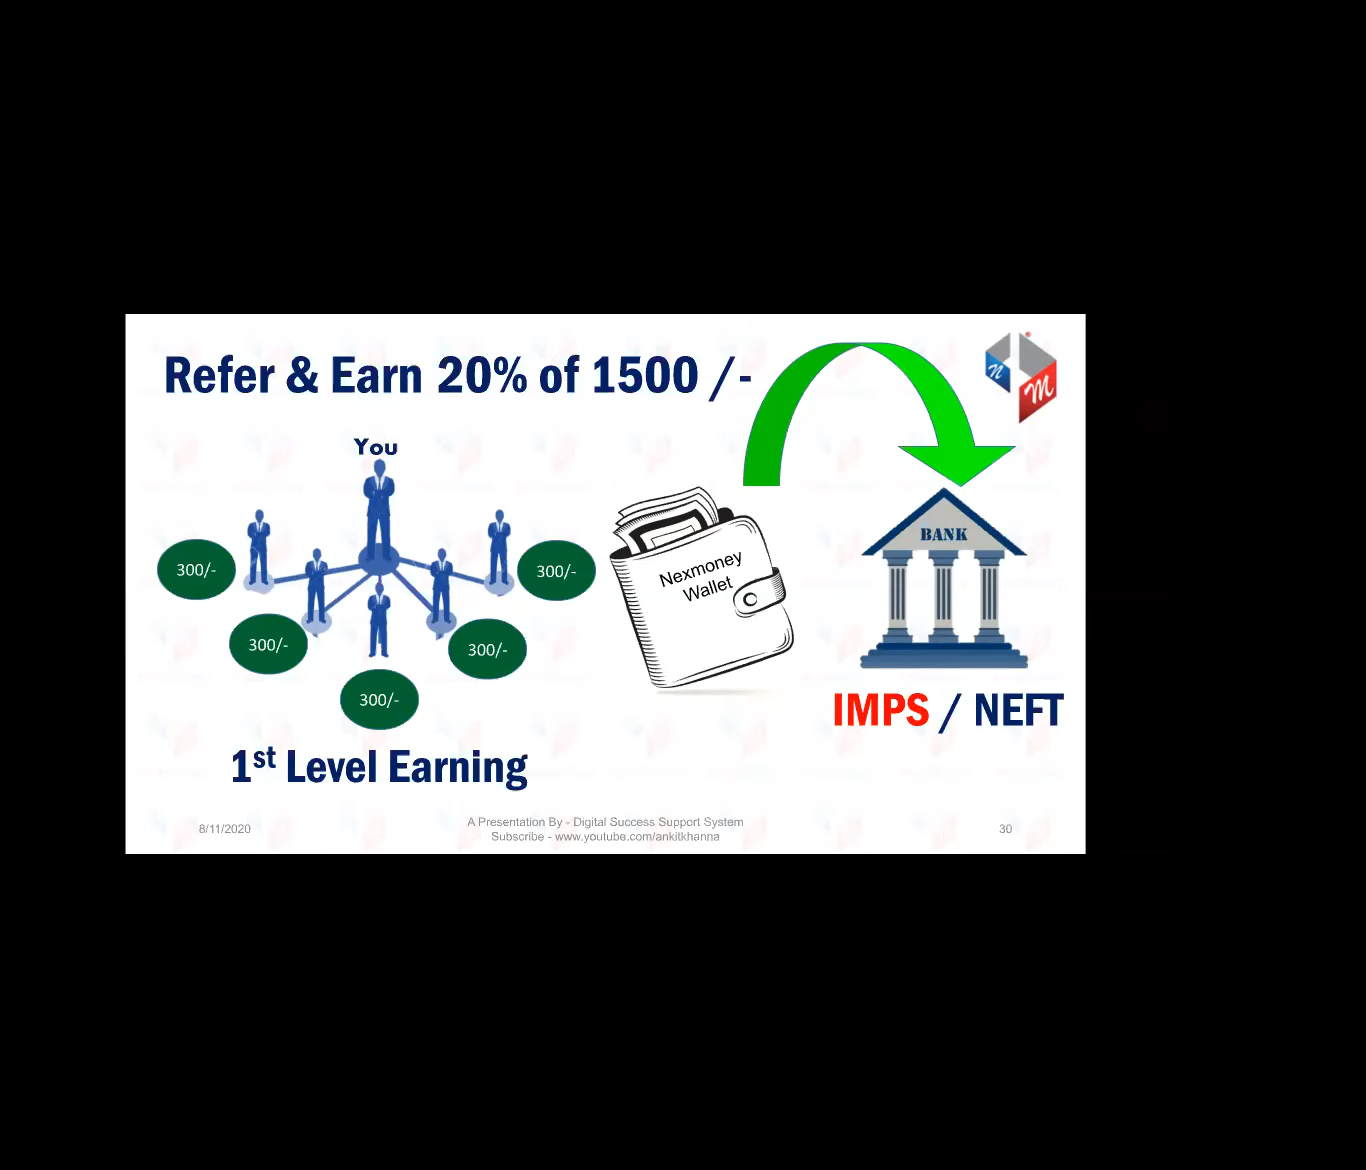 Refer & Earn 20% of 1500 /-
n
M
You
BANK
Nexmoney
Wallet
300/-
300/-
300/-
300/-
300/-
IMPS / NEFT
1st Level Earning
8/11/2020
A Presentation By - Digital Success Support System
Subscribe - www.youtube.com/ankitkhanna
30